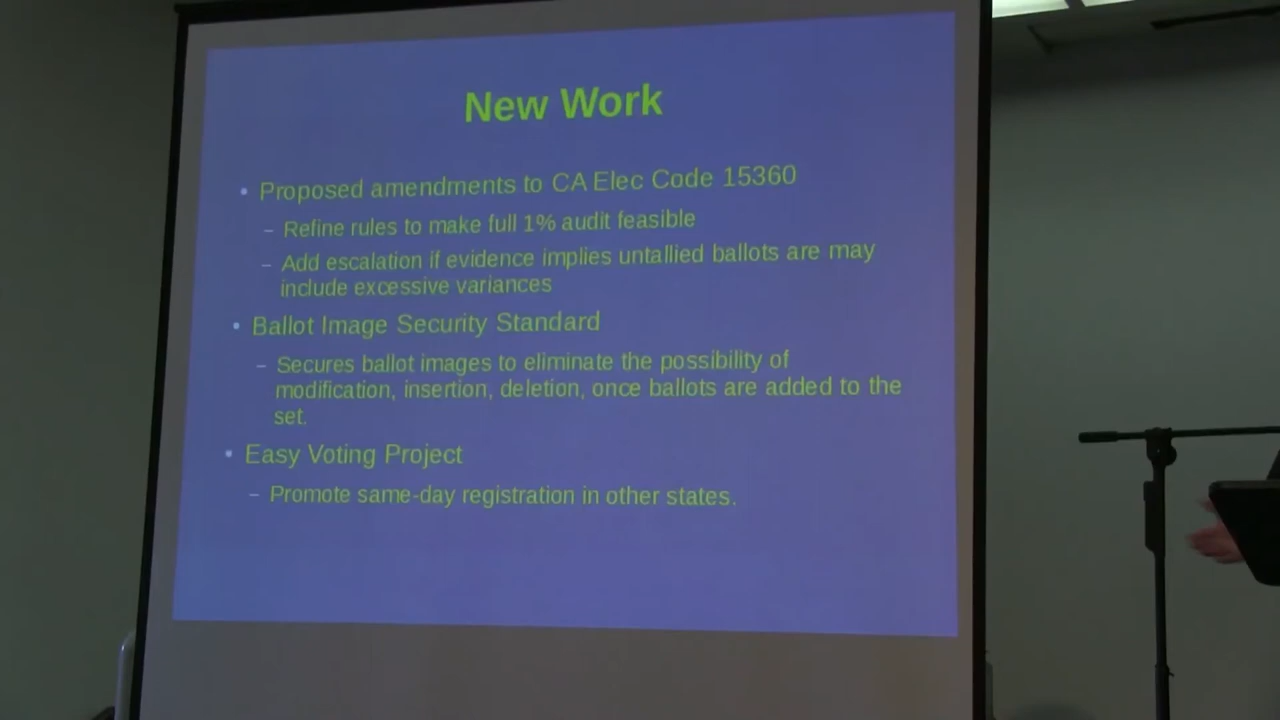 New Work
• Proposed amendments to CA Elec Code 15360
– Refine rules to make full 1% audit feasible
– Add escalation if evidence implies untallied ballots are may
include excessive variances
• Ballot Image Security Standard
– Secures ballot images to eliminate the possibility of
modification, insertion, deletion, once ballots are added to the
set.
• Easy Voting Project
– Promote same-day registration in other states.